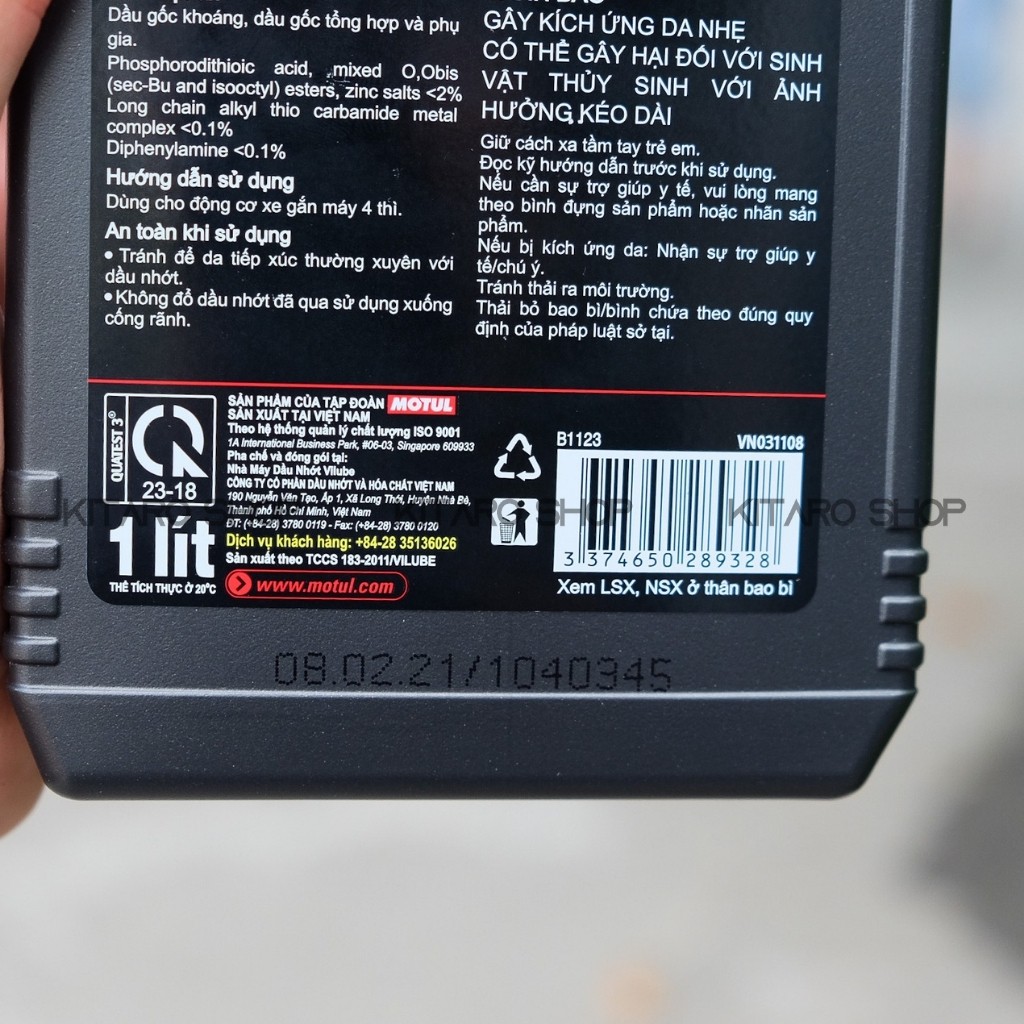 Dầu gốc khoáng, dầu gốc tổng hợp và phụ
gia.
Phosphorodithioic acid, mixed O,Obis
(sec-Bu and isooctyl) esters, zinc salts <2%
Long chain alkyl thio carbamide metal
complex <0.1%
Diphenylamine <0.1%
Hướng dẫn sử dụng
Dùng cho động cơ xe gắn máy 4 thì.
An toàn khi sử dụng
• Tránh để da tiếp xúc thường xuyên với
dầu nhớt.
• Không đổ dầu nhớt đã qua sử dụng xuống
cống rãnh.
GÂY KÍCH ỨNG DA NHẸ
CÓ THỂ GÂY HẠI ĐỐI VỚI SINH
VẬT THỦY SINH VỚI ẢNH
HƯỞNG KÉO DÀI
Giữ cách xa tầm tay trẻ em.
Đọc kỹ hướng dẫn trước khi sử dụng.
Nếu cần sự trợ giúp y tế, vui lòng mang
theo bình đựng sản phẩm hoặc nhãn sản
phẩm.
Nếu bị kích ứng da: Nhận sự trợ giúp y
tế/chú ý.
Tránh thải ra môi trường.
Thải bỏ bao bì/bình chứa theo đúng quy
định của pháp luật sở tại.
QUATEST 3®
23-18
1 lít
THỂ TÍCH THỰC Ở 20°C
SẢN PHẨM CỦA TẬP ĐOÀN MOTUL
SẢN XUẤT TẠI VIỆT NAM
Theo hệ thống quản lý chất lượng ISO 9001
1A International Business Park, #06-03, Singapore 609933
Pha chế và đóng gói tại:
Nhà Máy Dầu Nhớt Vilube
CÔNG TY CỔ PHẦN DẦU NHỚT VÀ HÓA CHẤT VIỆT NAM
190 Nguyễn Văn Tạo, Ấp 1, Xã Long Thới, Huyện Nhà Bè,
Thành phố Hồ Chí Minh, Việt Nam
ĐT: (+84-28) 3780 0119 - Fax: (+84-28) 3780 0120
Dịch vụ khách hàng: +84-28 35136026
Sản xuất theo TCCS 183-2011/VILUBE
www.motul.com
B1123 VN031108
3 374650 289328
Xem LSX, NSX ở thân bao bì
KITARO SHOP KITARO SHOP KITARO SHOP
08.02.21/1040945